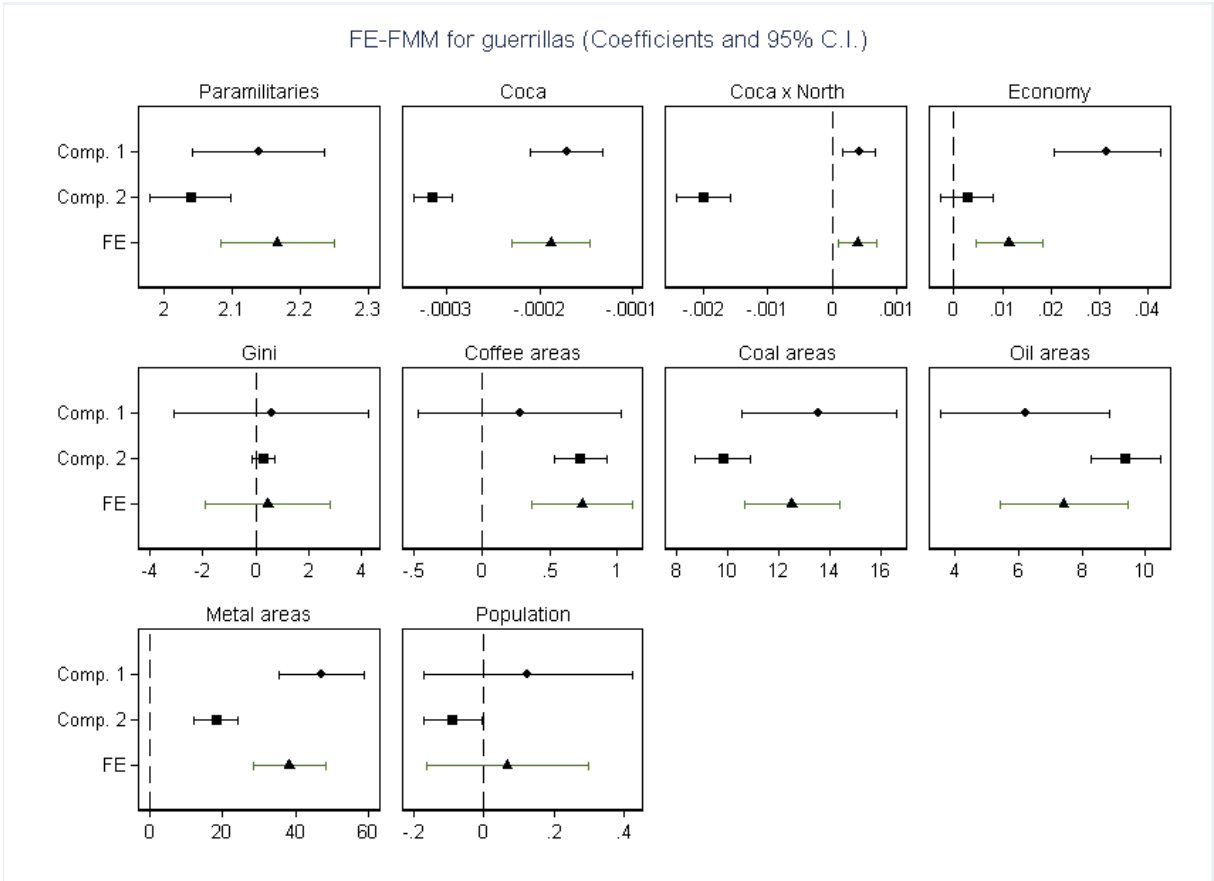 FE-FMM for guerrillas (Coefficients and 95% C.I.)
Paramilitaries Coca Coca x North Economy
Comp. 1
Comp. 2
FE
2 2.1 2.2 2.3 -.0003 -.0002 -.0001 -.002 -.001 0 .001 0 .01 .02 .03 .04
Gini Coffee areas Coal areas Oil areas
Comp. 1
Comp. 2
FE
-4 -2 0 2 4 -.5 0 .5 1 8 10 12 14 16 4 6 8 10
Metal areas Population
Comp. 1
Comp. 2
FE
0 20 40 60 -.2 0 .2 .4